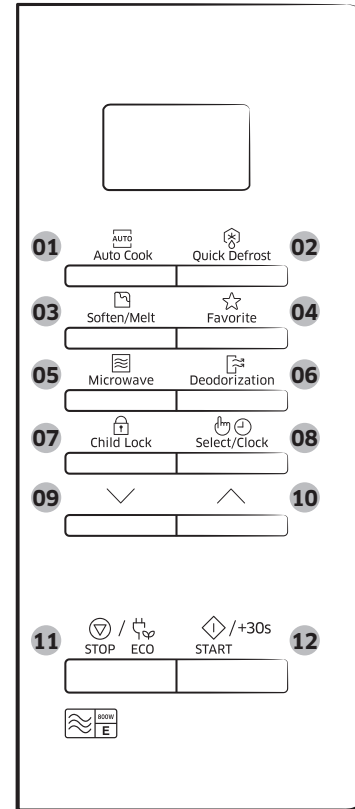 AUTO
01 Auto Cook Quick Defrost 02
03 Soften/Melt Favorite 04
05 Microwave Deodorization 06
07 Child Lock Select/Clock 08
09 10
/ /+30s
11 STOP ECO START 12
800W
E